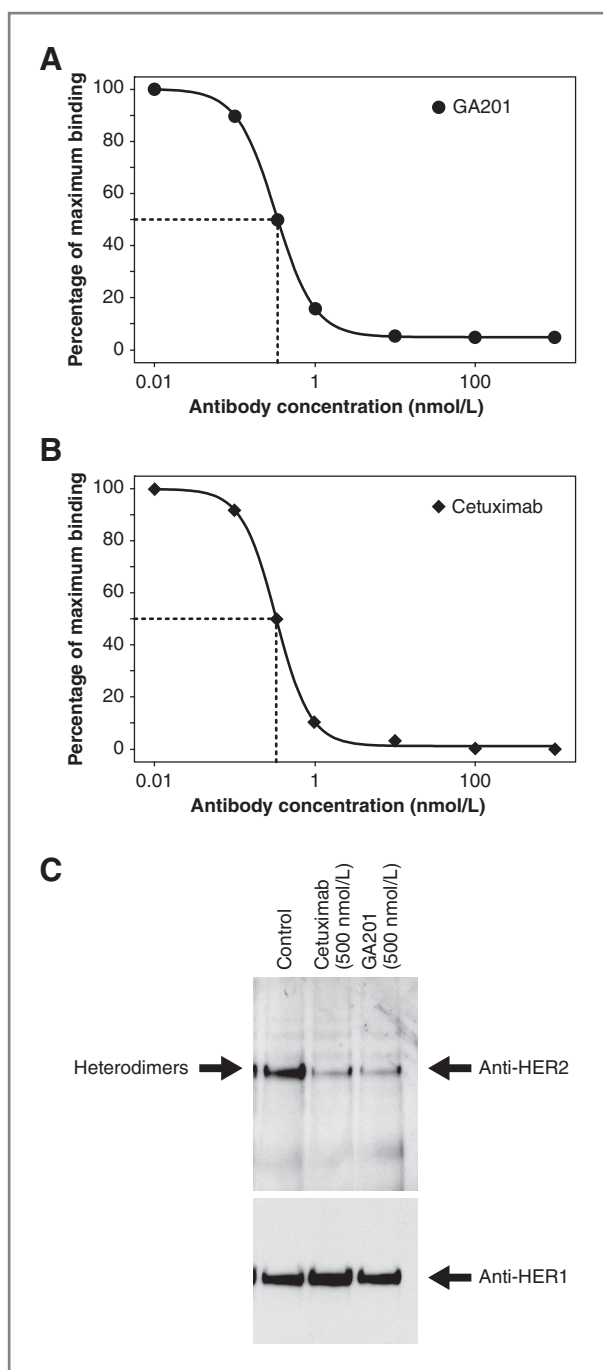 A
Percentage of maximum binding
100
80
60
40
20
0
GA201
0.01
1
100
Antibody concentration (nmol/L)
B
Percentage of maximum binding
100
80
60
40
20
0
Cetuximab
0.01
1
100
Antibody concentration (nmol/L)
C
Control
Cetuximab
(500 nmol/L)
GA201
(500 nmol/L)
Heterodimers
Anti-HER2
Anti-HER1